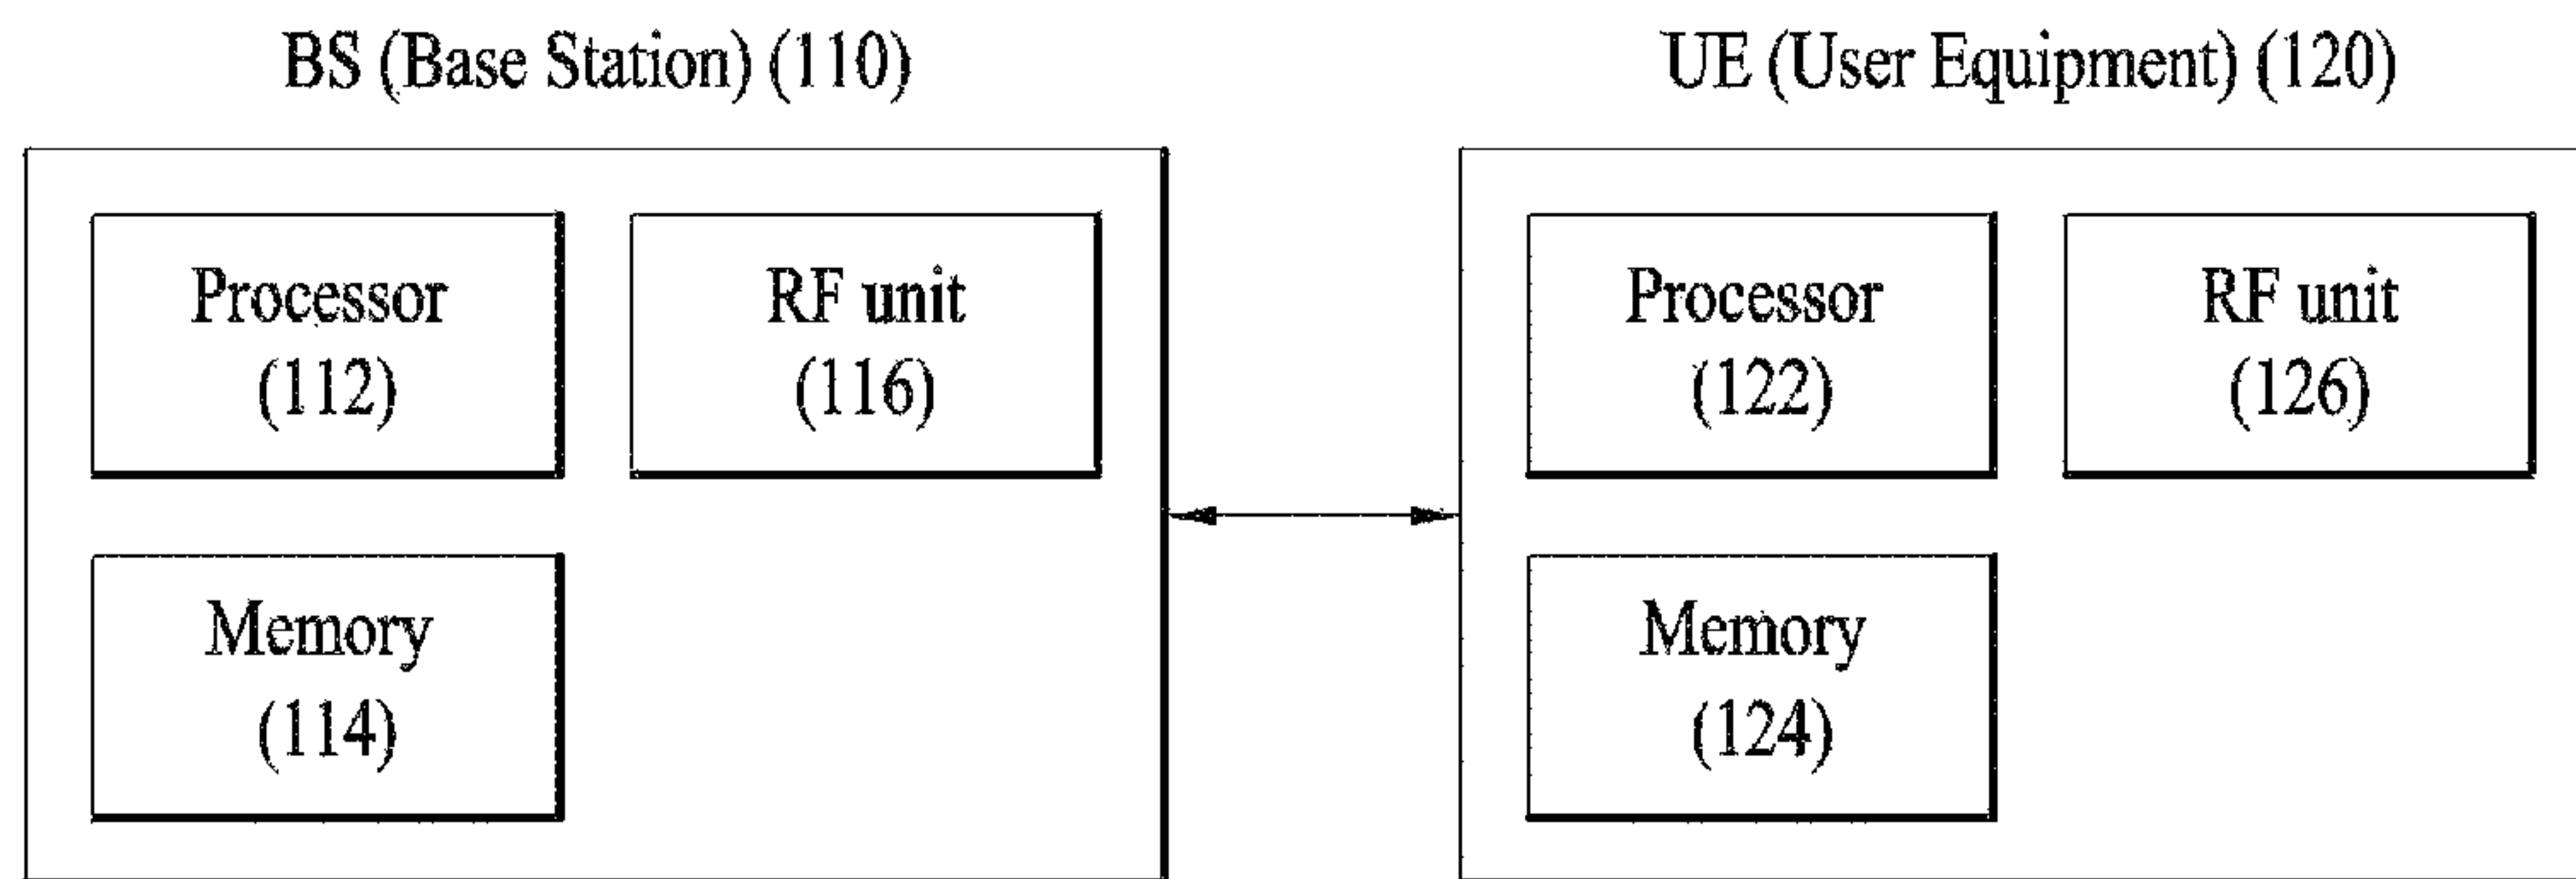 BS (Base Station) (110)
Processor
(112)
RF unit
(116)
Memory
(114)
UE (User Equipment) (120)
Processor
(122)
RF unit
(126)
Memory
(124)